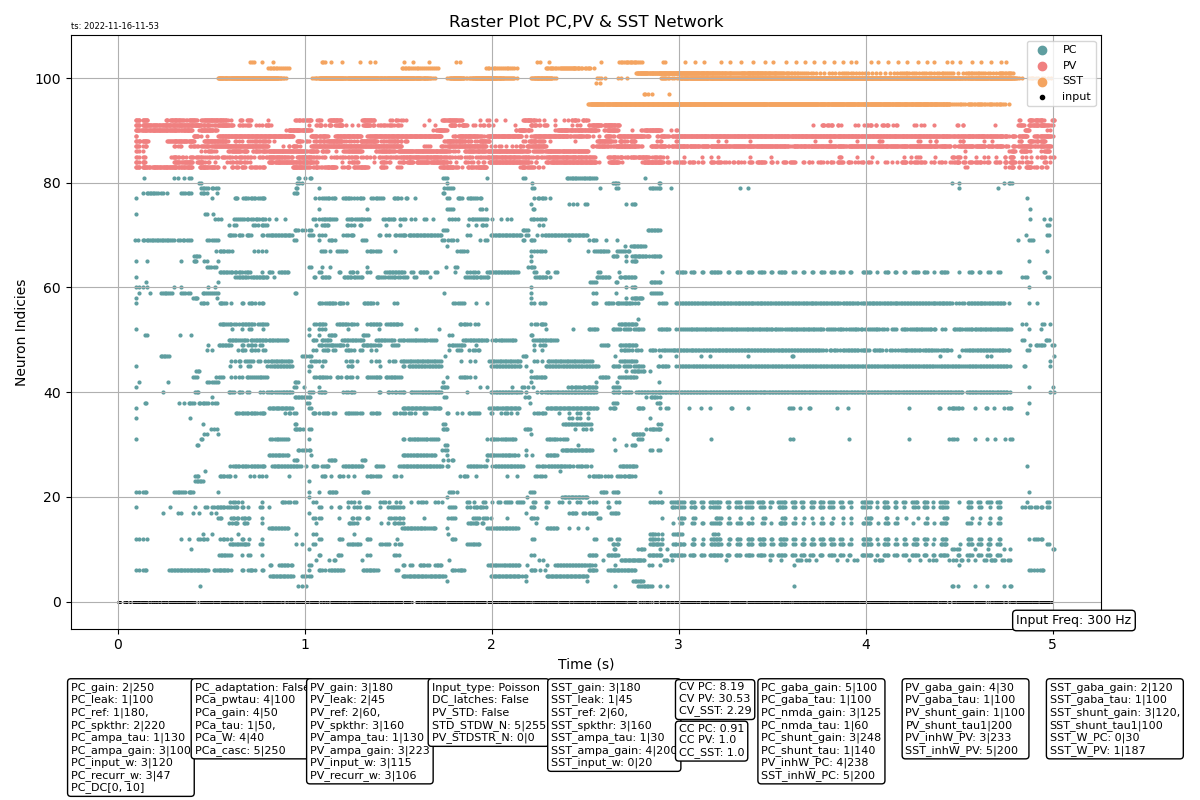 ts: 2022-11-16-11-53
Raster Plot PC,PV & SST Network
PC
PV
SST
input
Neuron Indicies
100
80
60
40
20
0
0 1 2 3 4 5
Input Freq: 300 Hz
Time (s)
PC_gain: 2|250
PC_leak: 1|100
PC_ref: 1|180,
PC_spkthr: 2|220
PC_ampa_tau: 1|130
PC_ampa_gain: 3|100
PC_input_w: 3|120
PC_recurr_w: 3|47
PC_DC[0, 10]
PC_adaptation: False
PCa_pwtau: 4|100
PCa_gain: 4|50
PCa_tau: 1|50,
PCa_W: 4|40
PCa_casc: 5|250
PV_gain: 3|180
PV_leak: 2|45
PV_ref: 2|60,
PV_spkthr: 3|160
PV_ampa_tau: 1|130
PV_ampa_gain: 3|223
PV_input_w: 3|115
PV_recurr_w: 3|106
Input_type: Poisson
DC_latches: False
PV_STD: False
STD_STDW_N: 5|255
PV_STDSTR_N: 0|0
SST_gain: 3|180
SST_leak: 1|45
SST_ref: 2|60,
SST_spkthr: 3|160
SST_ampa_tau: 1|30
SST_ampa_gain: 4|200
SST_input_w: 0|20
CV PC: 8.19
CV PV: 30.53
CV_SST: 2.29
CC PC: 0.91
CC PV: 1.0
CC_SST: 1.0
PC_gaba_gain: 5|100
PC_gaba_tau: 1|100
PC_nmda_gain: 3|125
PC_nmda_tau: 1|60
PC_shunt_gain: 3|248
PC_shunt_tau: 1|140
PV_inhW_PC: 4|238
SST_inhW_PC: 5|200
PV_gaba_gain: 4|30
PV_gaba_tau: 1|100
PV_shunt_gain: 1|100
PV_shunt_tau1|200
PV_inhW_PV: 3|233
SST_inhW_PV: 5|200
SST_gaba_gain: 2|120
SST_gaba_tau: 1|100
SST_shunt_gain: 3|120,
SST_shunt_tau1|100
SST_W_PC: 0|30
SST_W_PV: 1|187